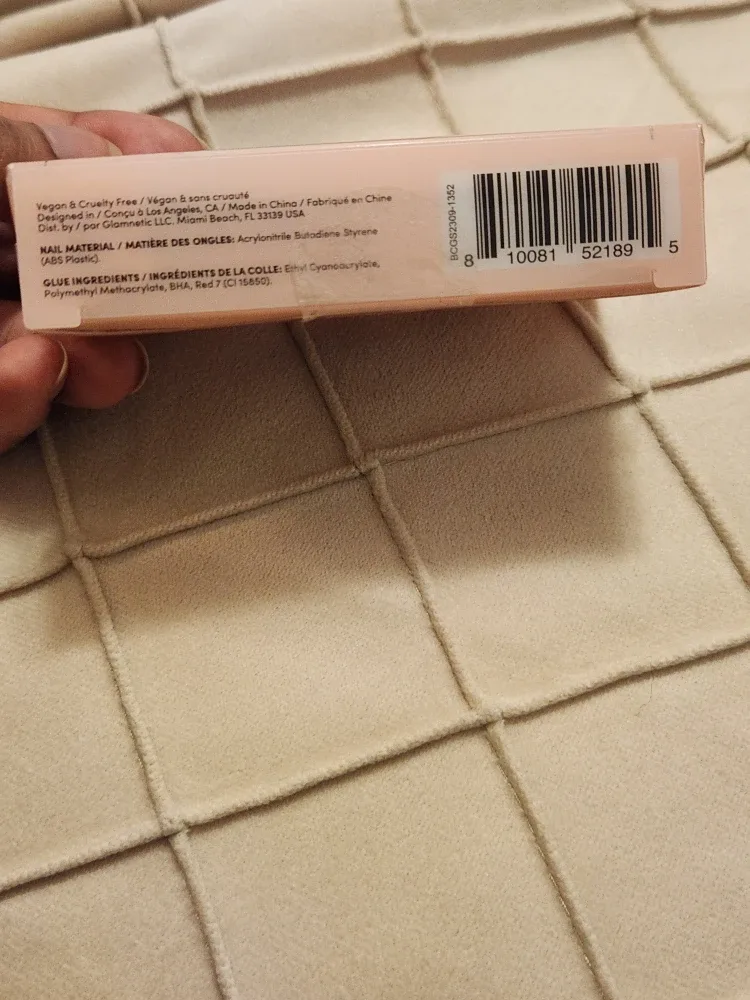 Vegan & Cruelty Free / Végan & sans cruauté
Designed in / Conçu à Los Angeles, CA / Made in China / Fabriqué en Chine
Dist. by / par Glamnetic LLC. Miami Beach, FL 33139 USA
NAIL MATERIAL / MATIÈRE DES ONGLES: Acrylonitrile Butadiene Styrene
(ABS Plastic).
GLUE INGREDIENTS / INGRÉDIENTS DE LA COLLE: Ethyl Cyanoacrylate,
Polymethyl Methacrylate, BHA, Red 7 (CI 15850).
BCGS2309-1352
8 10081 52189 5